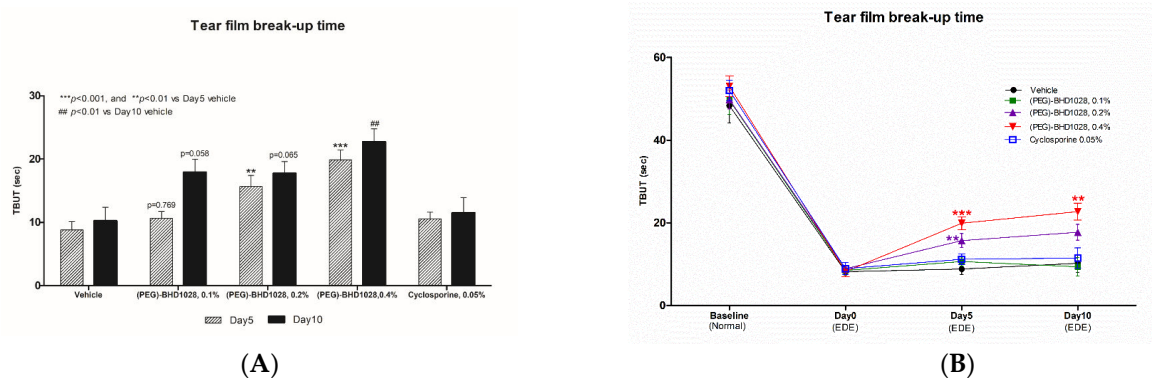 Tear film break-up time
***p<0.001, and **p<0.01 vs Day5 vehicle
## p<0.01 vs Day10 vehicle
TBUT (sec)
30
20
10
0
p=0.769
p=0.058
**
p=0.065
***
##
Vehicle
(PEG)-BHD1028, 0.1%
(PEG)-BHD1028, 0.2%
(PEG)-BHD1028,0.4%
Cyclosporine, 0.05%
Day5
Day10
(A)
Tear film break-up time
TBUT (sec)
60
40
20
0
Vehicle
(PEG)-BHD1028, 0.1%
(PEG)-BHD1028, 0.2%
(PEG)-BHD1028, 0.4%
Cyclosporine 0.05%
***
**
**
Baseline
(Normal)
Day0
(EDE)
Day5
(EDE)
Day10
(EDE)
(B)